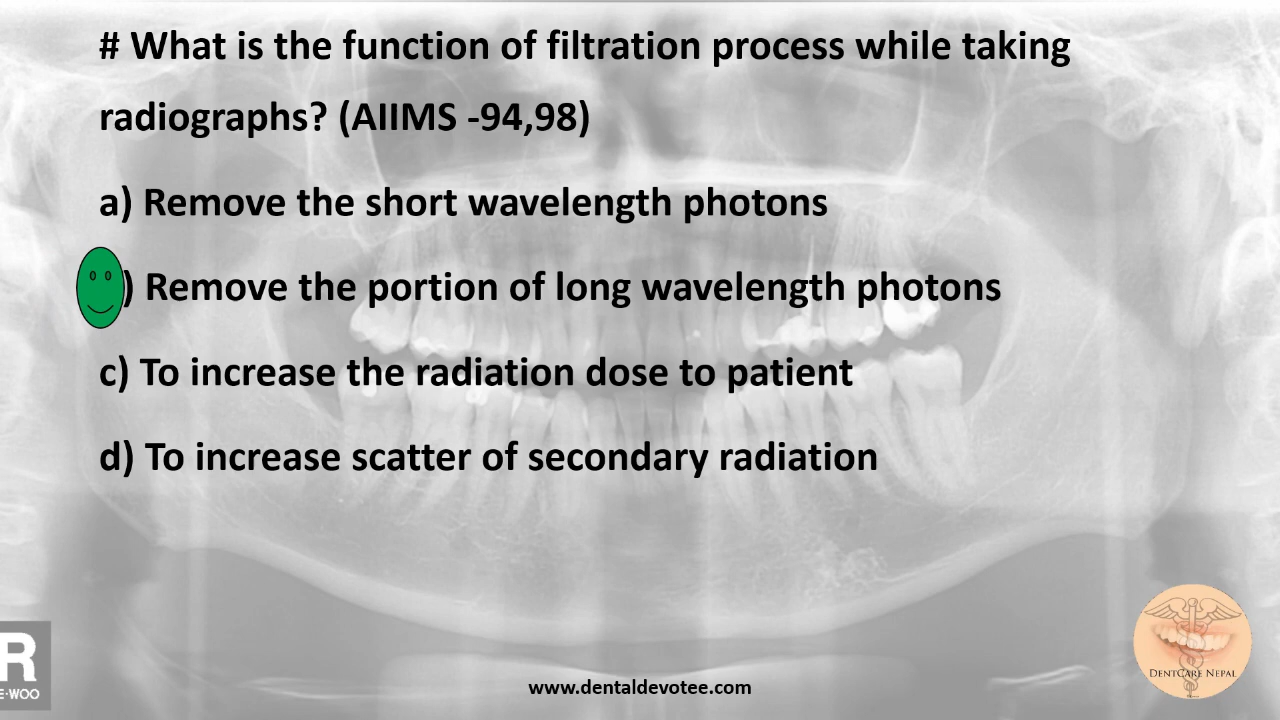 # What is the function of filtration process while taking
radiographs? (AIIMS -94,98)
a) Remove the short wavelength photons
) Remove the portion of long wavelength photons
c) To increase the radiation dose to patient
d) To increase scatter of secondary radiation
R
E-WOO
DENTCARE NEPAL
www.dentaldevotee.com